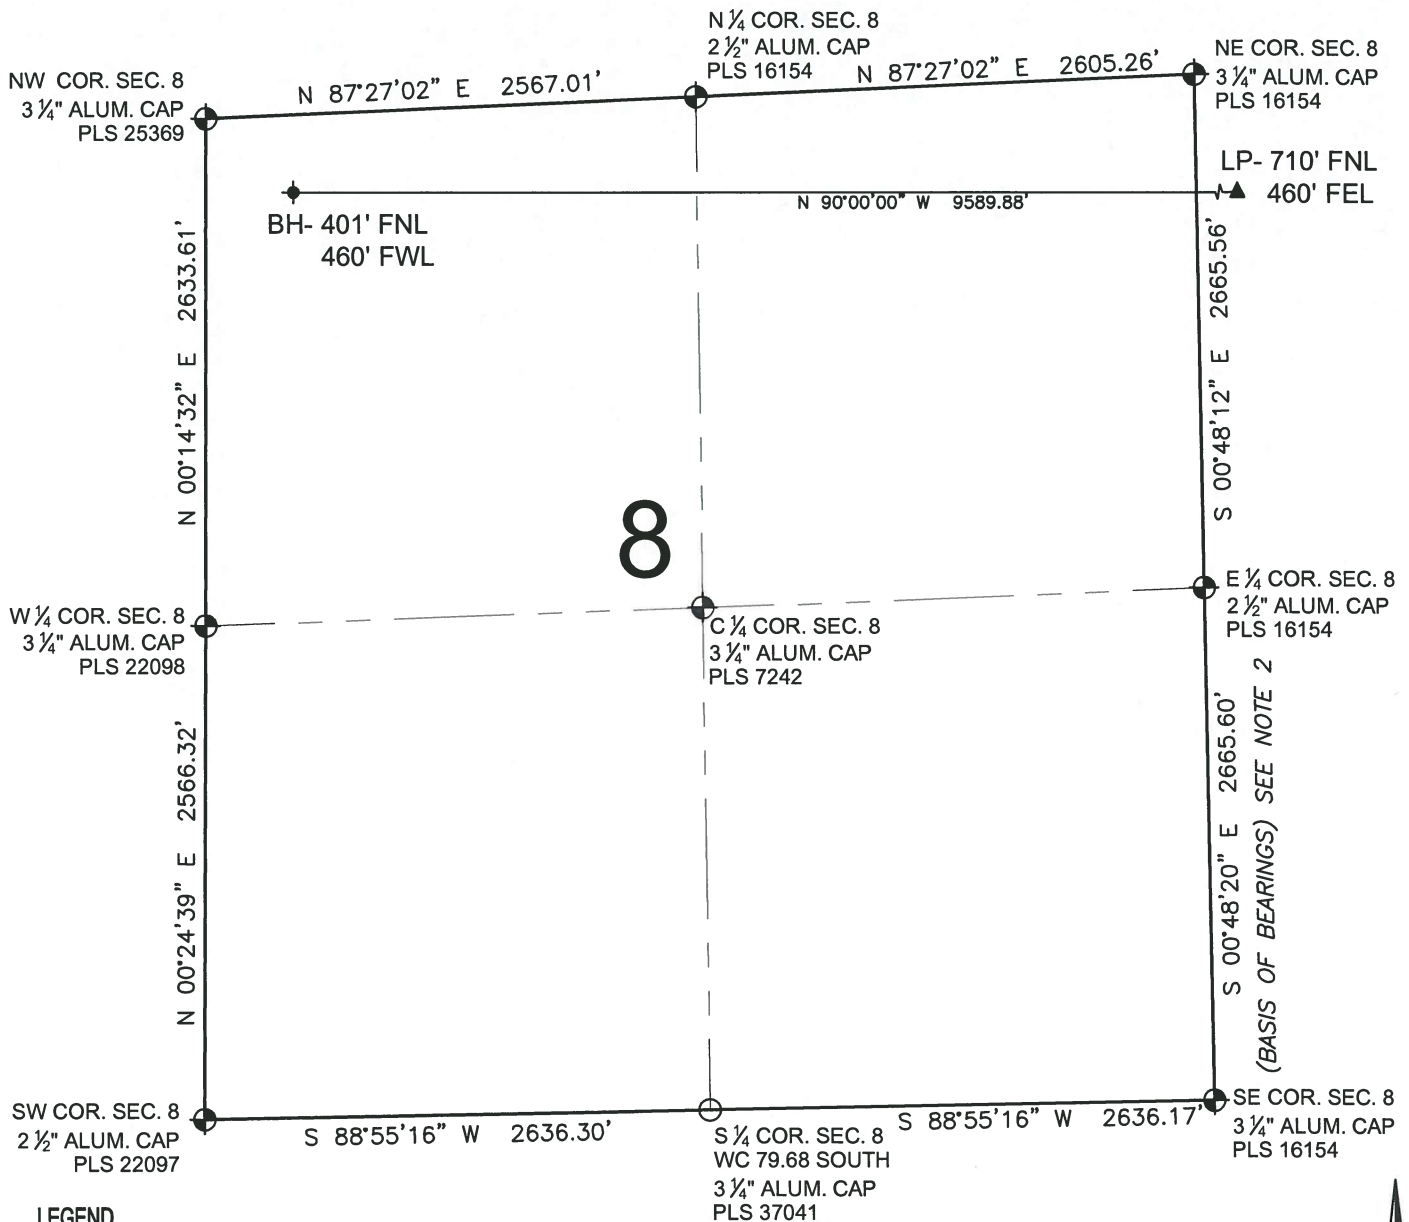 N ¼ COR. SEC. 8
2 ½" ALUM. CAP
PLS 16154
NW COR. SEC. 8
3 ¼" ALUM. CAP
PLS 25369
N 87°27'02" E 2567.01'
N 87°27'02" E 2605.26'
NE COR. SEC. 8
3 ¼" ALUM. CAP
PLS 16154
LP- 710' FNL
460' FEL
N 90°00'00" W 9589.88'
BH- 401' FNL
460' FWL
N 00°14'32" E 2633.61'
S 00°48'12" E 2665.56'
8
W ¼ COR. SEC. 8
3 ¼" ALUM. CAP
PLS 22098
C ¼ COR. SEC. 8
3 ¼" ALUM. CAP
PLS 7242
E ¼ COR. SEC. 8
2 ½" ALUM. CAP
PLS 16154
N 00°24'39" E 2566.32'
S 00°48'20" E 2665.60'
(BASIS OF BEARINGS) SEE NOTE 2
SW COR. SEC. 8
2 ½" ALUM. CAP
PLS 22097
S 88°55'16" W 2636.30'
S ¼ COR. SEC. 8
WC 79.68 SOUTH
3 ¼" ALUM. CAP
PLS 37041
S 88°55'16" W 2636.17'
SE COR. SEC. 8
3 ¼" ALUM. CAP
PLS 16154
LEGEND